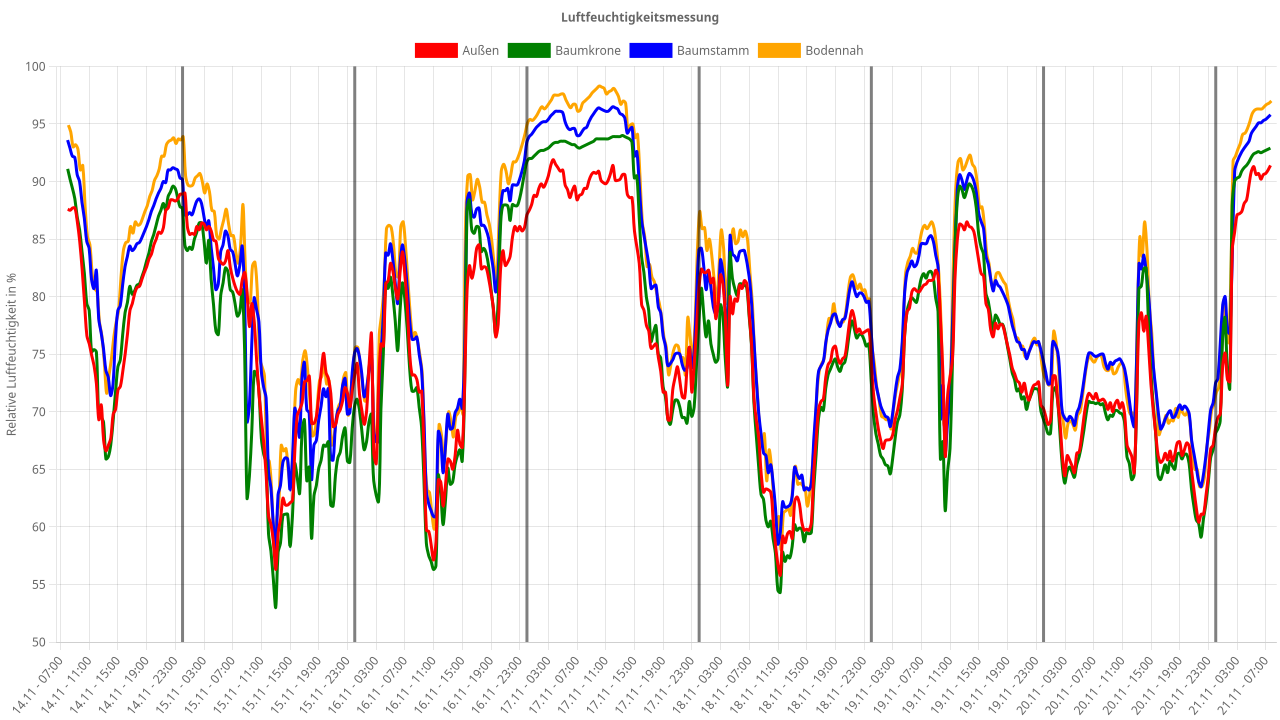 Luftfeuchtigkeitsmessung
Außen Baumkrone Baumstamm Bodennah
Relative Luftfeuchtigkeit in %
100
95
90
85
80
75
70
65
60
55
50
14.11 - 07:00
14.11 - 11:00
14.11 - 15:00
14.11 - 19:00
14.11 - 23:00
15.11 - 03:00
15.11 - 07:00
15.11 - 11:00
15.11 - 15:00
15.11 - 19:00
15.11 - 23:00
16.11 - 03:00
16.11 - 07:00
16.11 - 11:00
16.11 - 15:00
16.11 - 19:00
16.11 - 23:00
17.11 - 03:00
17.11 - 07:00
17.11 - 11:00
17.11 - 15:00
17.11 - 19:00
17.11 - 23:00
18.11 - 03:00
18.11 - 07:00
18.11 - 11:00
18.11 - 15:00
18.11 - 19:00
18.11 - 23:00
19.11 - 03:00
19.11 - 07:00
19.11 - 11:00
19.11 - 15:00
19.11 - 19:00
19.11 - 23:00
20.11 - 03:00
20.11 - 07:00
20.11 - 11:00
20.11 - 15:00
20.11 - 19:00
20.11 - 23:00
21.11 - 03:00
21.11 - 07:00